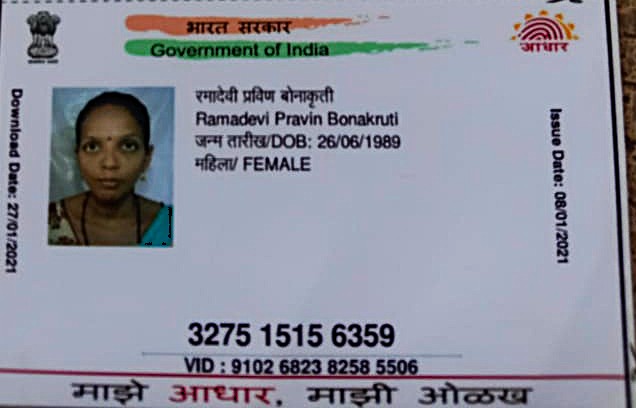 भारत सरकार
Government of India
आधार
Download Date: 27/01/2021
रमादेवी प्रविण बोनाकृती
Ramadevi Pravin Bonakruti
जन्म तारीख/DOB: 26/06/1989
महिला/ FEMALE
Issue Date: 08/01/2021
3275 1515 6359
VID : 9102 6823 8258 5506
माझे आधार, माझी ओळख